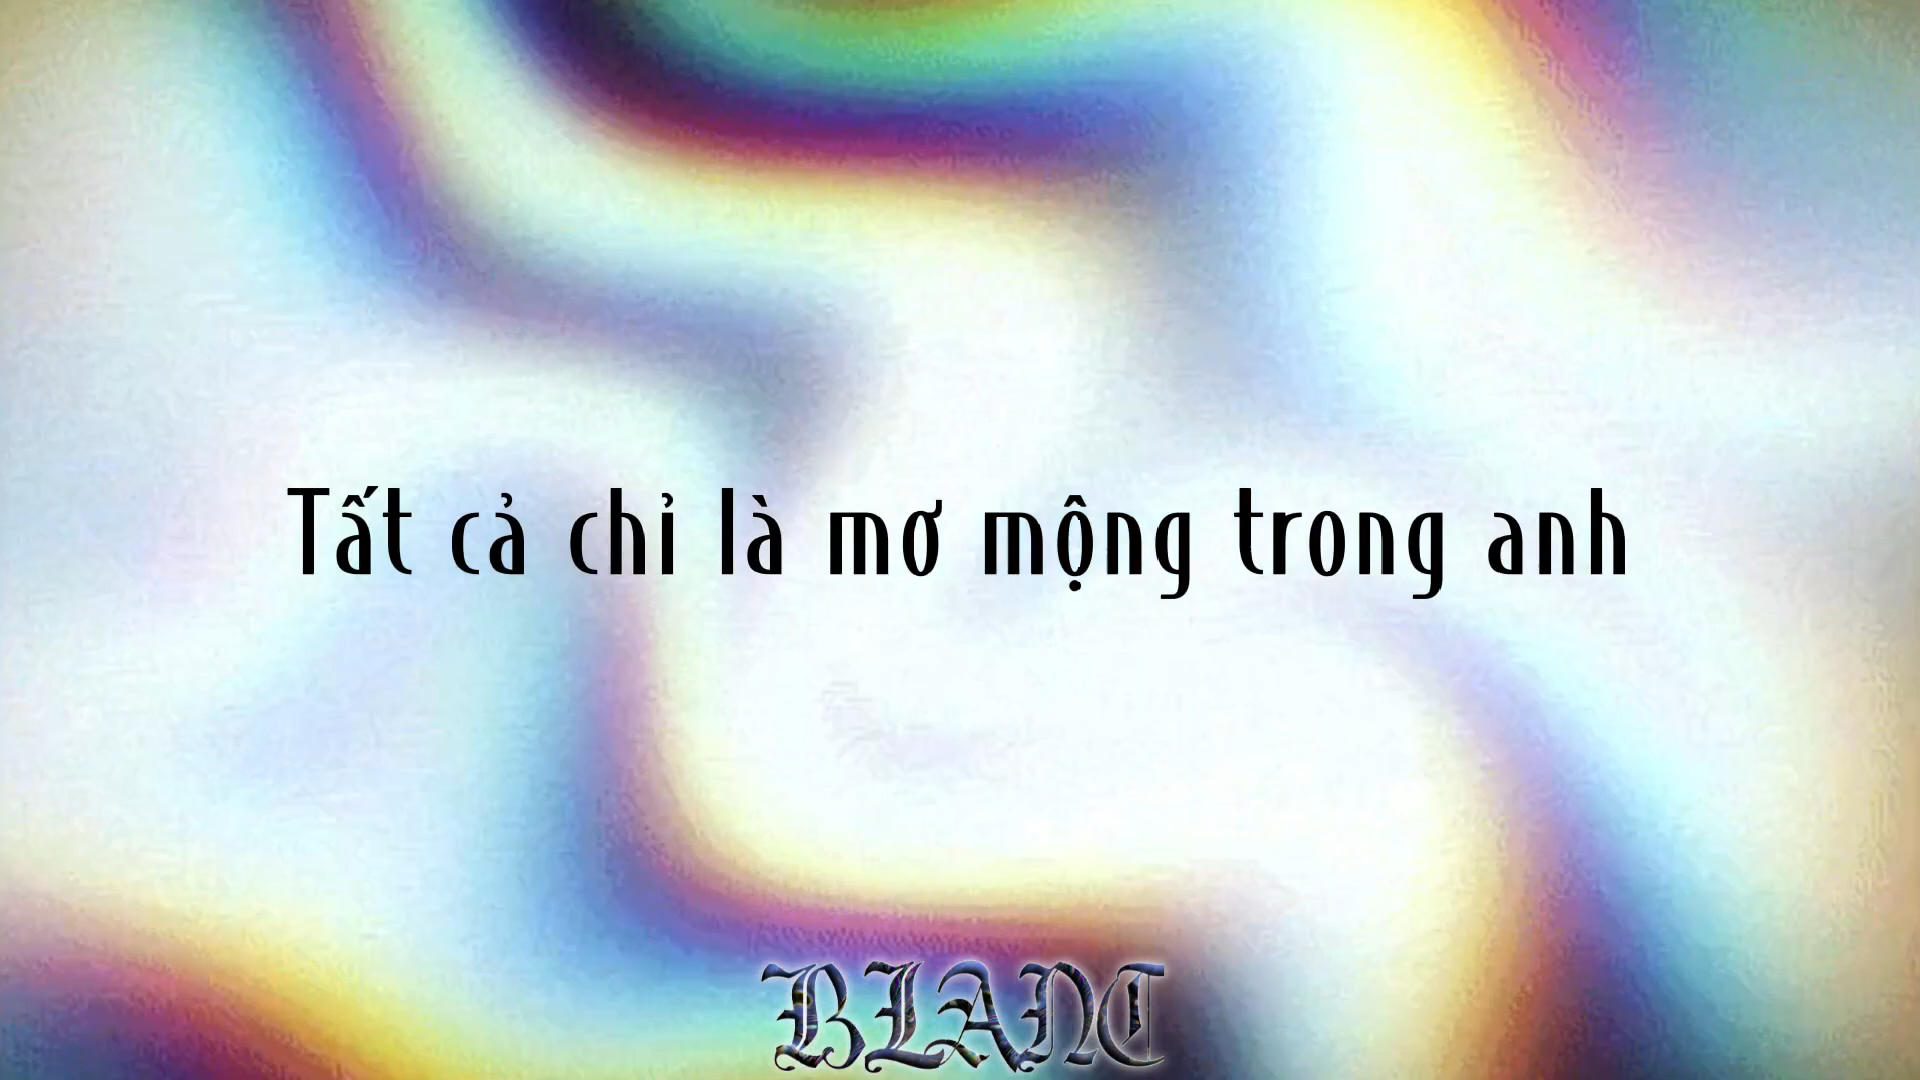 Tất cả chỉ là mơ mộng trong anh
BLANC